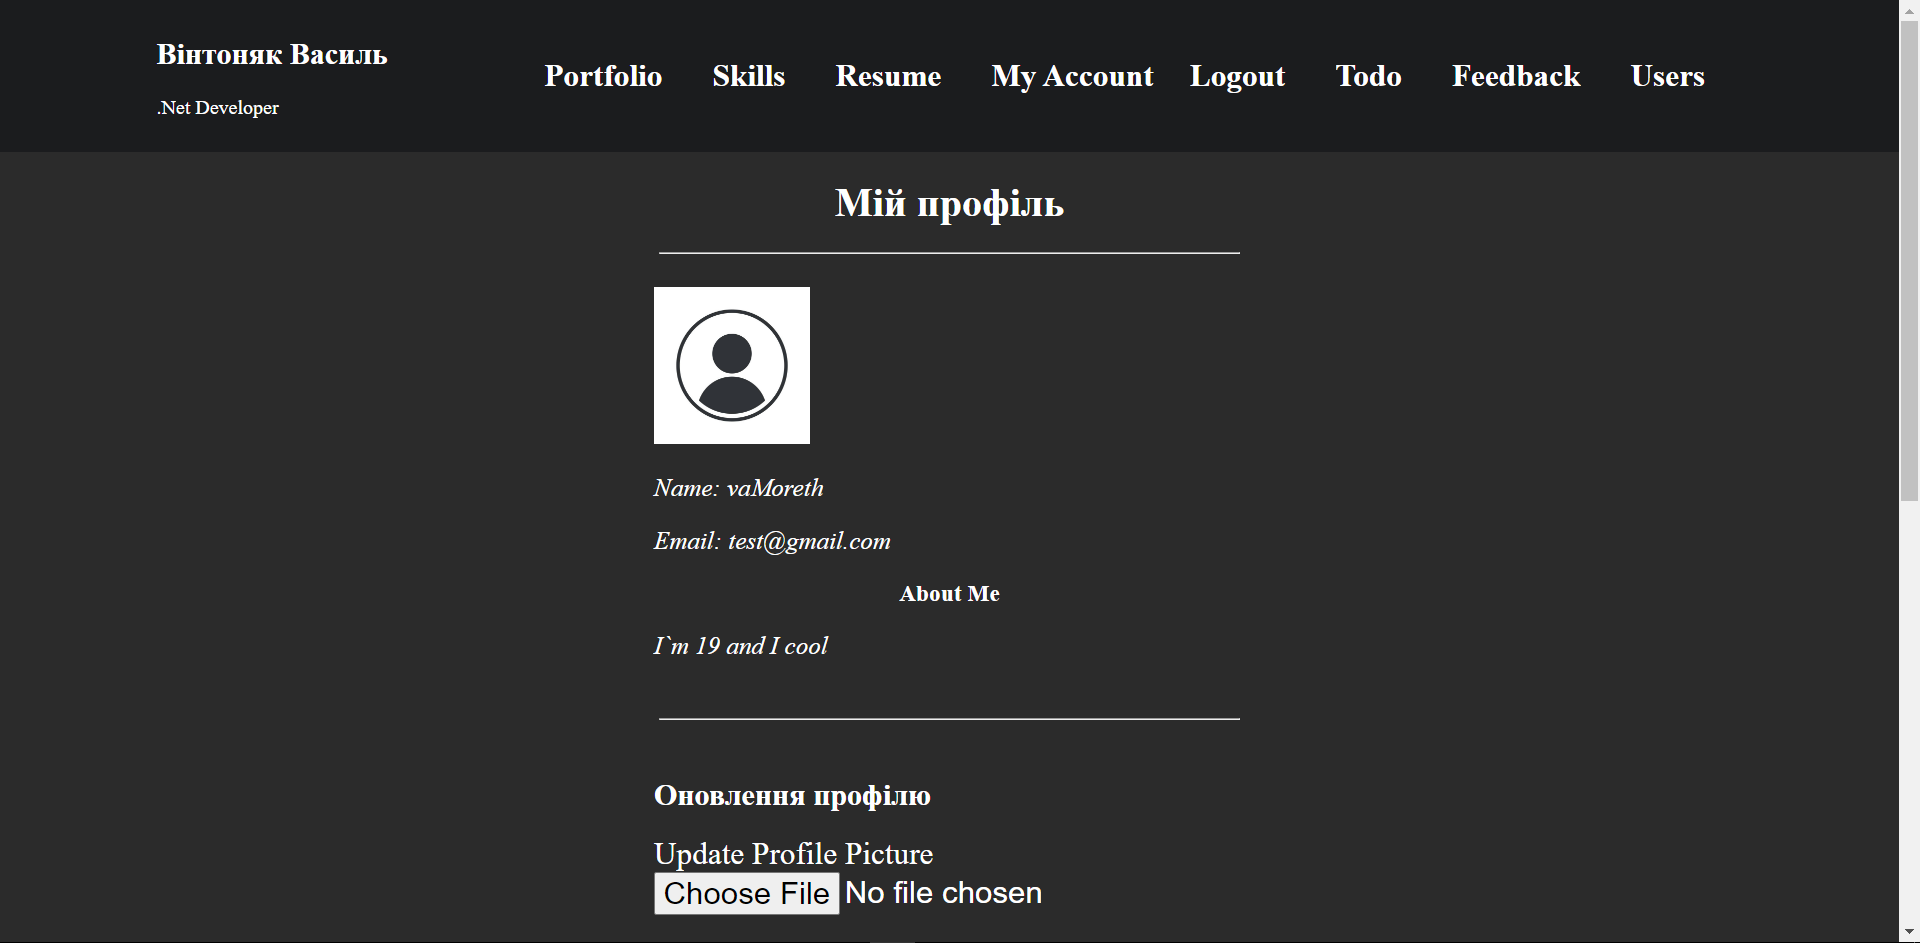 Вінтоняк Василь
.Net Developer
Portfolio Skills Resume My Account Logout Todo Feedback Users
Мій профіль
Name: vaMoreth
Email: test@gmail.com
About Me
I`m 19 and I cool
Оновлення профілю
Update Profile Picture
Choose File No file chosen